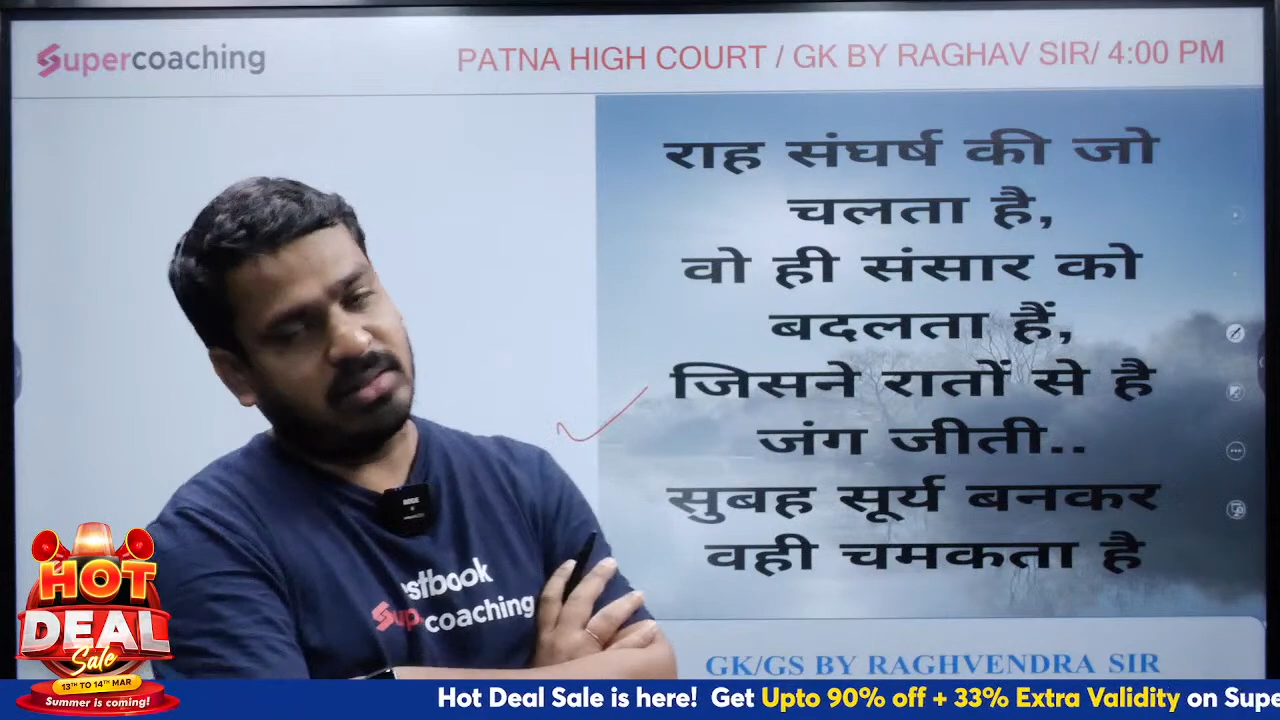 Supercoaching
PATNA HIGH COURT / GK BY RAGHAV SIR/ 4:00 PM
राह संघर्ष की जो
चलता है,
वो ही संसार को
बदलता हैं,
जिसने रातों से है
जंग जीती..
सुबह सूर्य बनकर
वही चमकता है
GK/GS BY RAGHVENDRA SIR
estbook
Supercoaching
HOT
DEAL
Sale
13TH TO 14TH MAR
Summer is coming!
Hot Deal Sale is here! Get Upto 90% off + 33% Extra Validity on Supe